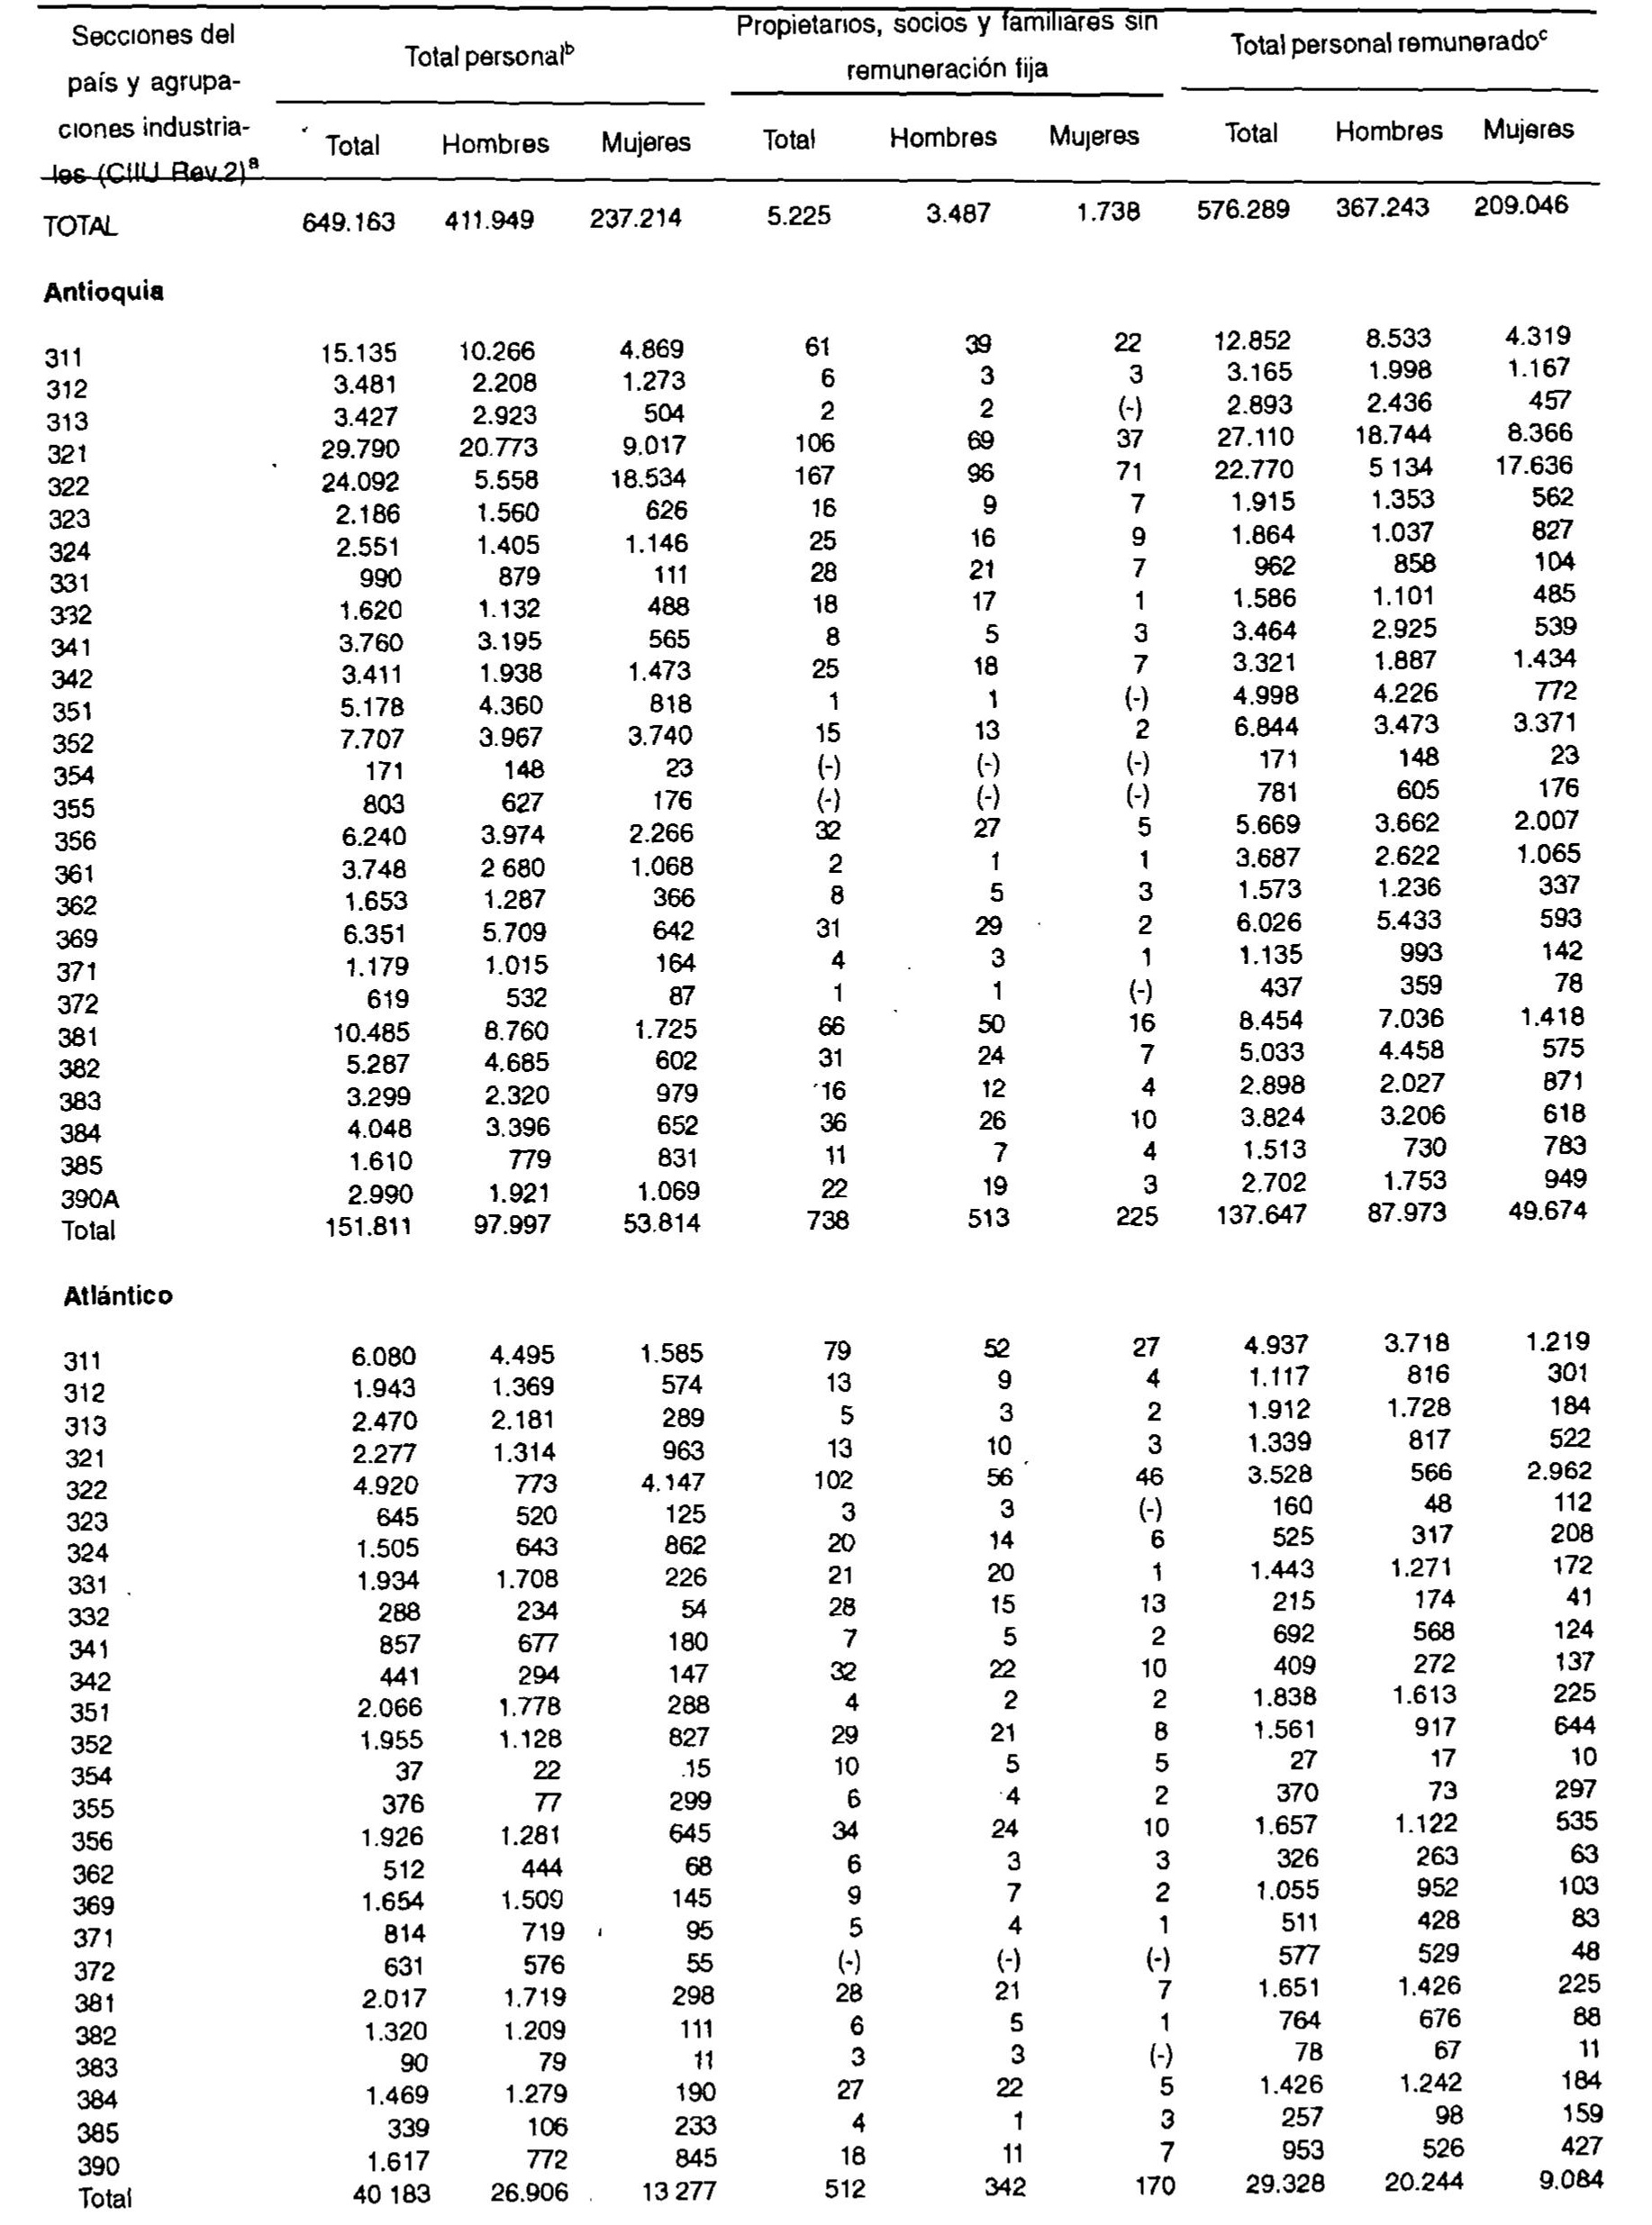 Secciones del país y agrupaciones industriales (CIIU Rev.2)a Total personalb Propietarios, socios y familiares sin remuneración fija Total personal remuneradoc
Total Hombres Mujeres Total Hombres Mujeres Total Hombres Mujeres
TOTAL 649.163 411.949 237.214 5.225 3.487 1.738 576.289 367.243 209.046
Antioquia
311 15.135 10.266 4.869 61 39 22 12.852 8.533 4.319
312 3.481 2.208 1.273 6 3 3 3.165 1.998 1.167
313 3.427 2.923 504 2 2 (-) 2.893 2.436 457
321 29.790 20.773 9.017 106 69 37 27.110 18.744 8.366
322 24.092 5.558 18.534 167 96 71 22.770 5 134 17.636
323 2.186 1.560 626 16 9 7 1.915 1.353 562
324 2.551 1.405 1.146 25 16 9 1.864 1.037 827
331 990 879 111 28 21 7 962 858 104
332 1.620 1.132 488 18 17 1 1.586 1.101 485
341 3.760 3.195 565 8 5 3 3.464 2.925 539
342 3.411 1.938 1.473 25 18 7 3.321 1.887 1.434
351 5.178 4.360 818 1 1 (-) 4.998 4.226 772
352 7.707 3.967 3.740 15 13 2 6.844 3.473 3.371
354 171 148 23 (-) (-) (-) 171 148 23
355 803 627 176 (-) (-) (-) 781 605 176
356 6.240 3.974 2.266 32 27 5 5.669 3.662 2.007
361 3.748 2 680 1.068 2 1 1 3.687 2.622 1.065
362 1.653 1.287 366 8 5 3 1.573 1.236 337
369 6.351 5.709 642 31 29 2 6.026 5.433 593
371 1.179 1.015 164 4 3 1 1.135 993 142
372 619 532 87 1 1 (-) 437 359 78
381 10.485 8.760 1.725 66 50 16 8.454 7.036 1.418
382 5.287 4.685 602 31 24 7 5.033 4.458 575
383 3.299 2.320 979 16 12 4 2.898 2.027 871
384 4.048 3.396 652 36 26 10 3.824 3.206 618
385 1.610 779 831 11 7 4 1.513 730 783
390A 2.990 1.921 1.069 22 19 3 2.702 1.753 949
Total 151.811 97.997 53.814 738 513 225 137.647 87.973 49.674
Atlántico
311 6.080 4.495 1.585 79 52 27 4.937 3.718 1.219
312 1.943 1.369 574 13 9 4 1.117 816 301
313 2.470 2.181 289 5 3 2 1.912 1.728 184
321 2.277 1.314 963 13 10 3 1.339 817 522
322 4.920 773 4.147 102 56 46 3.528 566 2.962
323 645 520 125 3 3 (-) 160 48 112
324 1.505 643 862 20 14 6 525 317 208
331 1.934 1.708 226 21 20 1 1.443 1.271 172
332 288 234 54 28 15 13 215 174 41
341 857 677 180 7 5 2 692 568 124
342 441 294 147 32 22 10 409 272 137
351 2.066 1.778 288 4 2 2 1.838 1.613 225
352 1.955 1.128 827 29 21 8 1.561 917 644
354 37 22 15 10 5 5 27 17 10
355 376 77 299 6 4 2 370 73 297
356 1.926 1.281 645 34 24 10 1.657 1.122 535
362 512 444 68 6 3 3 326 263 63
369 1.654 1.509 145 9 7 2 1.055 952 103
371 814 719 95 5 4 1 511 428 83
372 631 576 55 (-) (-) (-) 577 529 48
381 2.017 1.719 298 28 21 7 1.651 1.426 225
382 1.320 1.209 111 6 5 1 764 676 88
383 90 79 11 3 3 (-) 78 67 11
384 1.469 1.279 190 27 22 5 1.426 1.242 184
385 339 106 233 4 1 3 257 98 159
390 1.617 772 845 18 11 7 953 526 427
Total 40 183 26.906 13 277 512 342 170 29.328 20.244 9.084